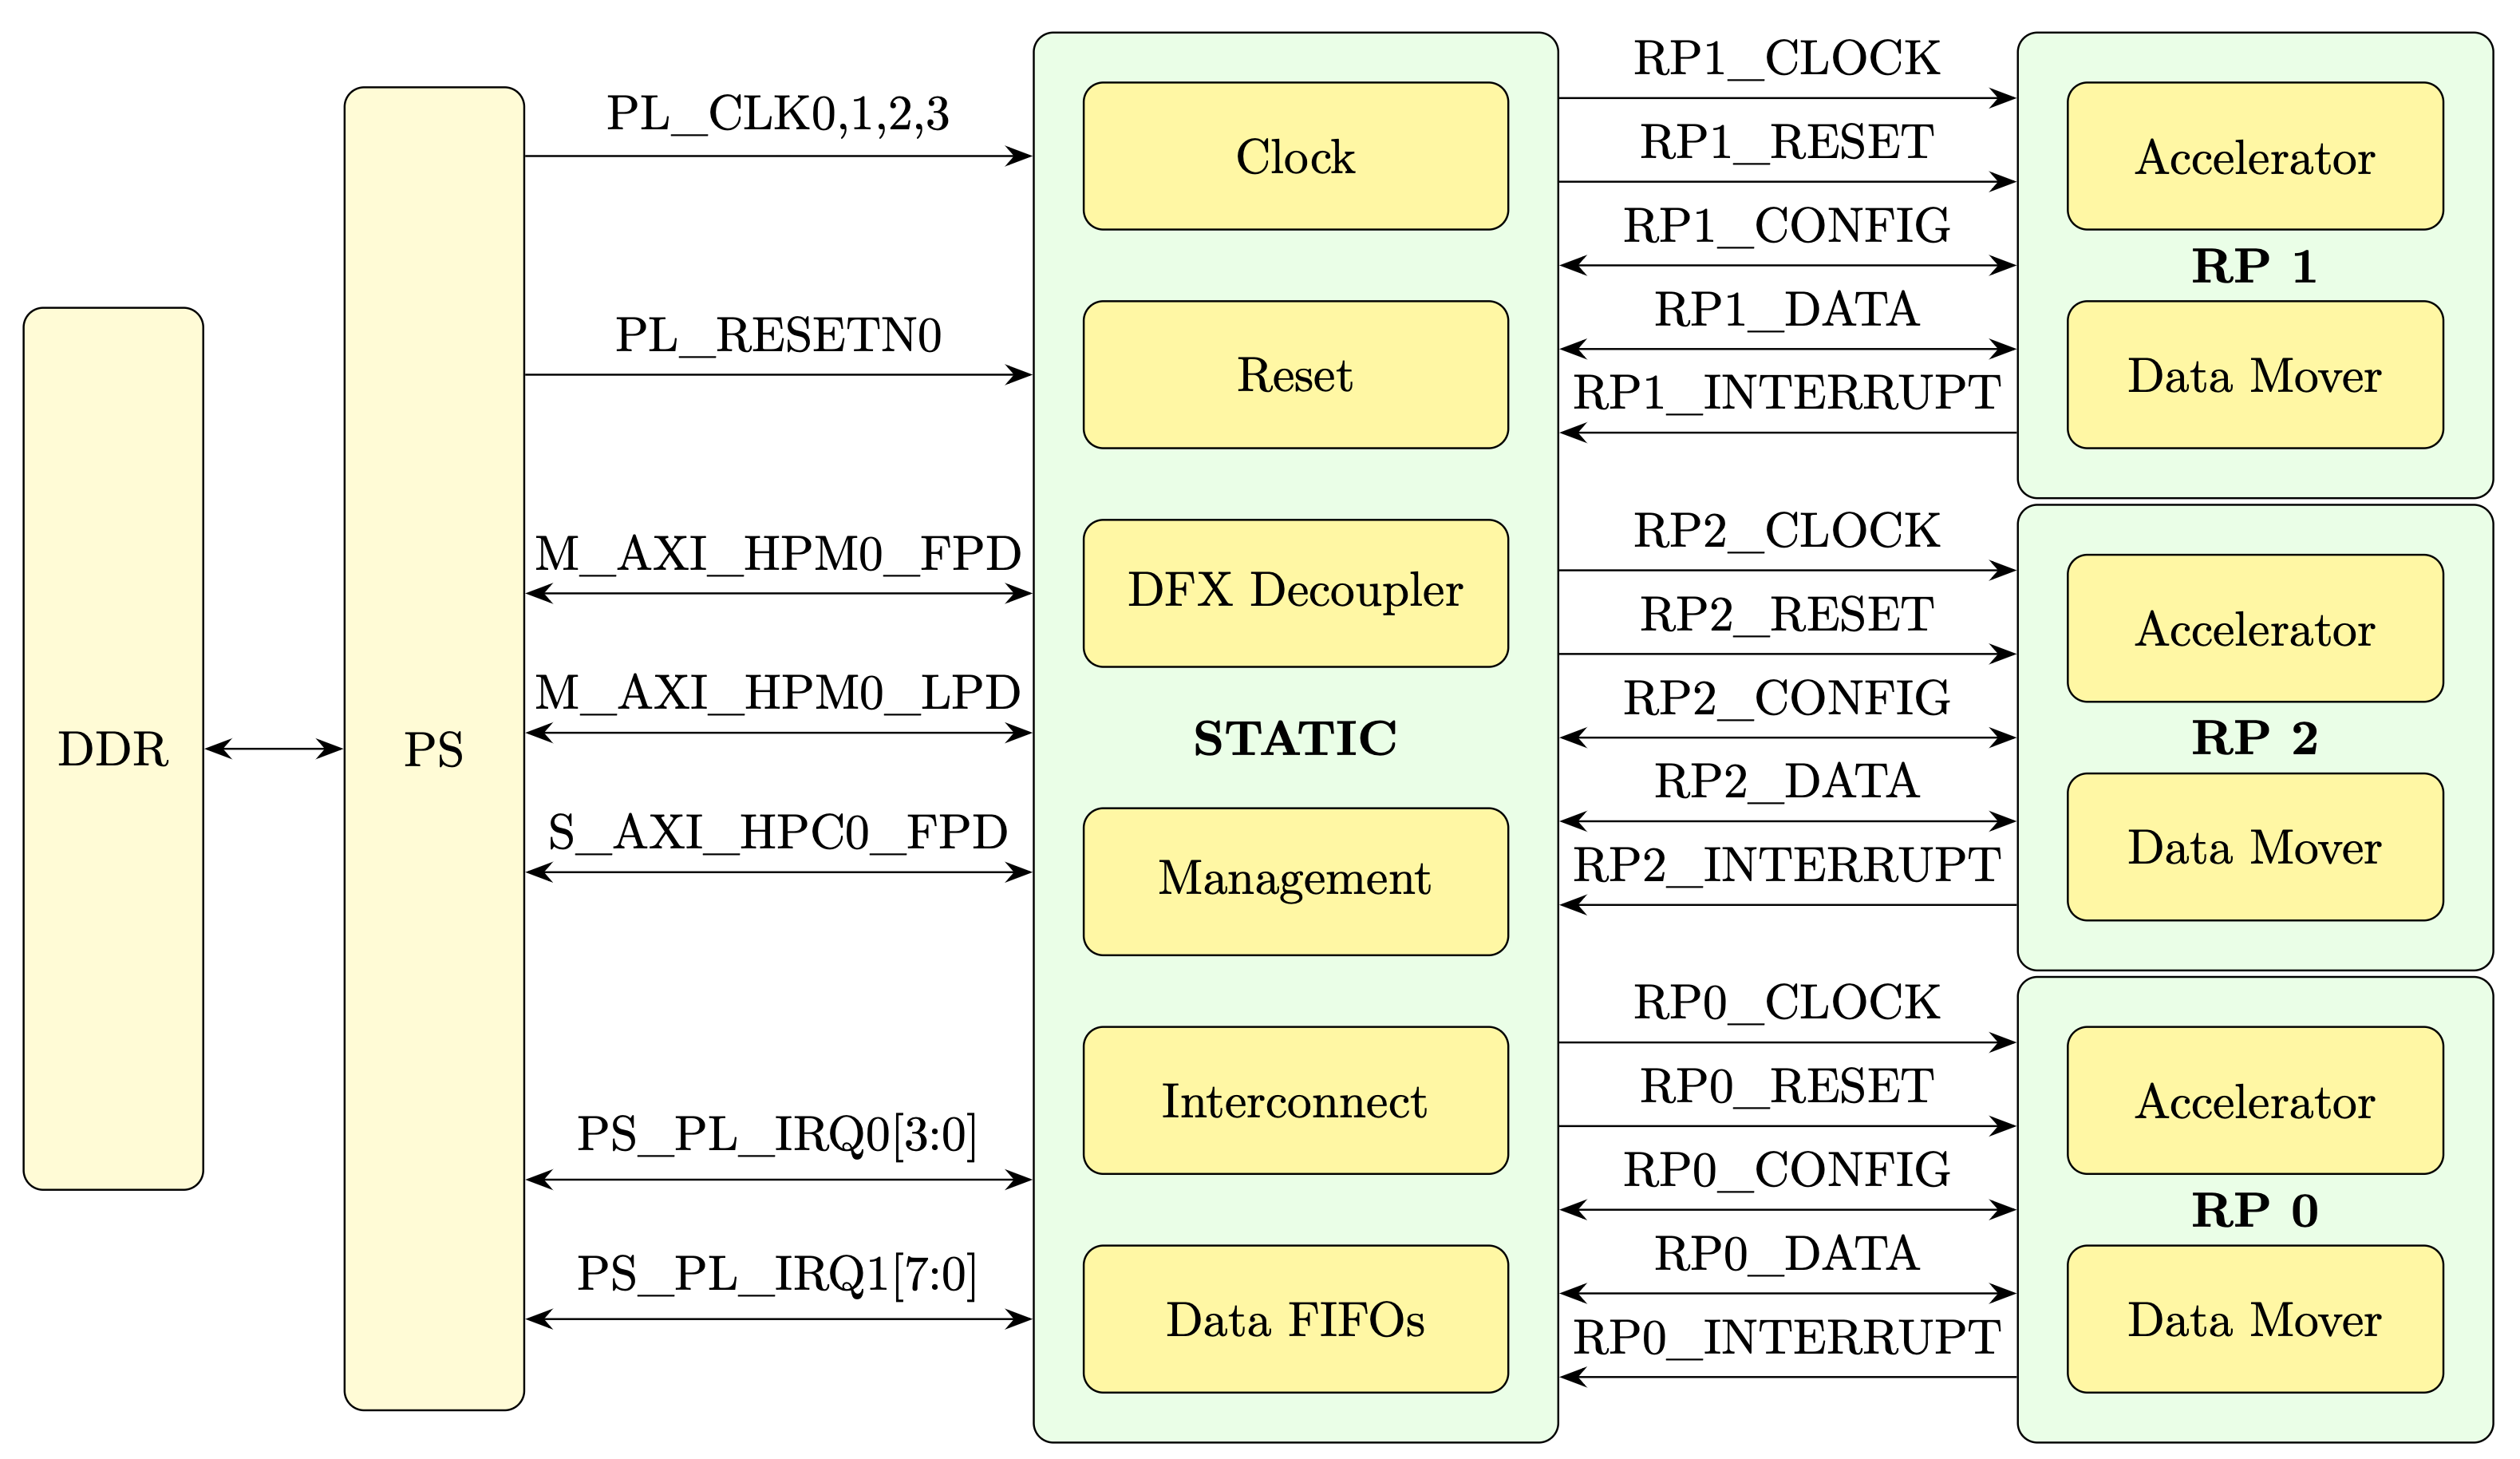 DDR
PS
PL_CLK0,1,2,3
PL_RESETN0
M_AXI_HPM0_FPD
M_AXI_HPM0_LPD
S_AXI_HPC0_FPD
PS_PL_IRQ0[3:0]
PS_PL_IRQ1[7:0]
Clock
Reset
DFX Decoupler
STATIC
Management
Interconnect
Data FIFOs
RP1_CLOCK
RP1_RESET
RP1_CONFIG
RP1_DATA
RP1_INTERRUPT
Accelerator
RP 1
Data Mover
RP2_CLOCK
RP2_RESET
RP2_CONFIG
RP2_DATA
RP2_INTERRUPT
Accelerator
RP 2
Data Mover
RP0_CLOCK
RP0_RESET
RP0_CONFIG
RP0_DATA
RP0_INTERRUPT
Accelerator
RP 0
Data Mover